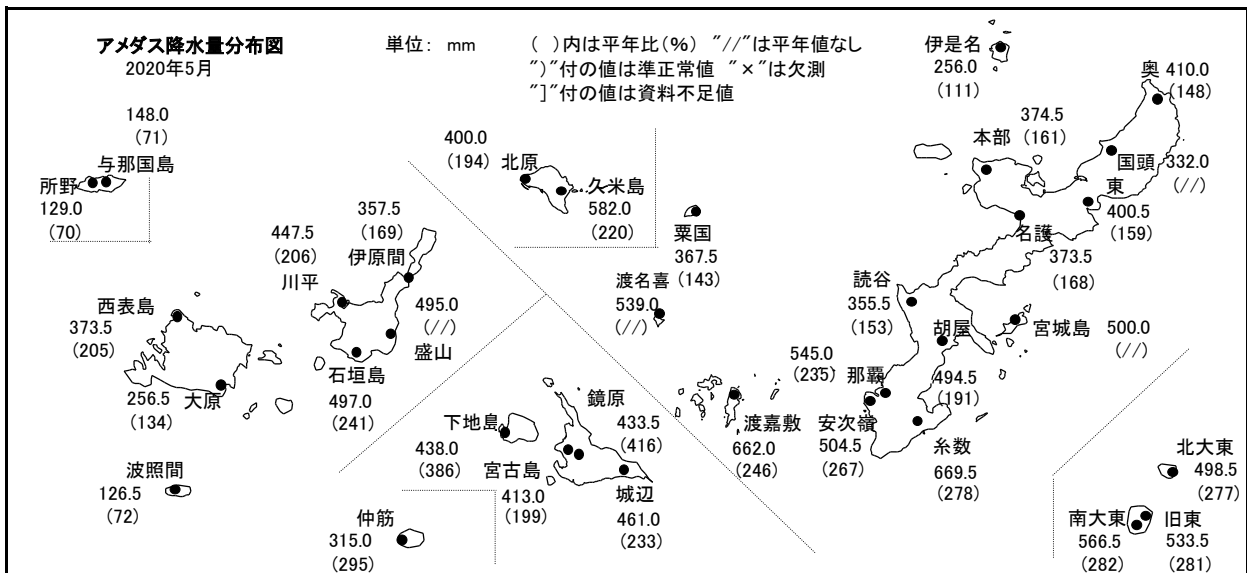 アメダス降水量分布図
2020年5月
単位： mm
( )内は平年比(%) "//"は平年値なし
")"付の値は準正常値 "×"は欠測
"]"付の値は資料不足値
伊是名
256.0
(111)
奥
410.0
(148)
本部
374.5
(161)
国頭
332.0
(//)
東
400.5
(159)
名護
373.5
(168)
読谷
355.5
(153)
胡屋
494.5
(191)
宮城島
500.0
(//)
那覇
545.0
(235)
安次嶺
504.5
(267)
糸数
669.5
(278)
北原
400.0
(194)
久米島
582.0
(220)
粟国
367.5
(143)
渡名喜
539.0
(//)
渡嘉敷
662.0
(246)
148.0
(71)
与那国島
所野
129.0
(70)
357.5
(169)
伊原間
447.5
(206)
川平
495.0
(//)
盛山
石垣島
497.0
(241)
西表島
373.5
(205)
256.5
(134)
大原
波照間
126.5
(72)
下地島
438.0
(386)
鏡原
433.5
(416)
宮古島
413.0
(199)
城辺
461.0
(233)
仲筋
315.0
(295)
北大東
498.5
(277)
南大東
566.5
(282)
旧東
533.5
(281)